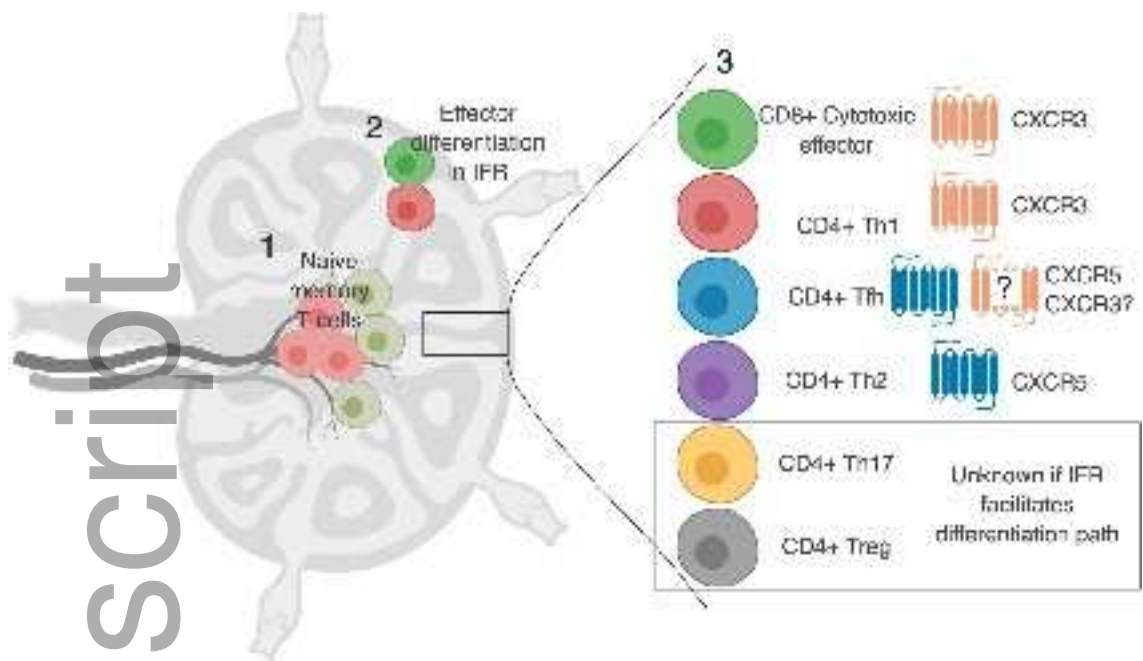 script
1
Naive
memory
T cells
2
Effector
differentiation
in IFR
3
CD8+ Cytotoxic
effector
CXCR3
CD4+ Th1
CXCR3
CD4+ Tfh
?
CXCR5
CXCR3?
CD4+ Th2
CXCR5
CD4+ Th17
CD4+ Treg
Unknown if IFR
facilitates
differentiation path